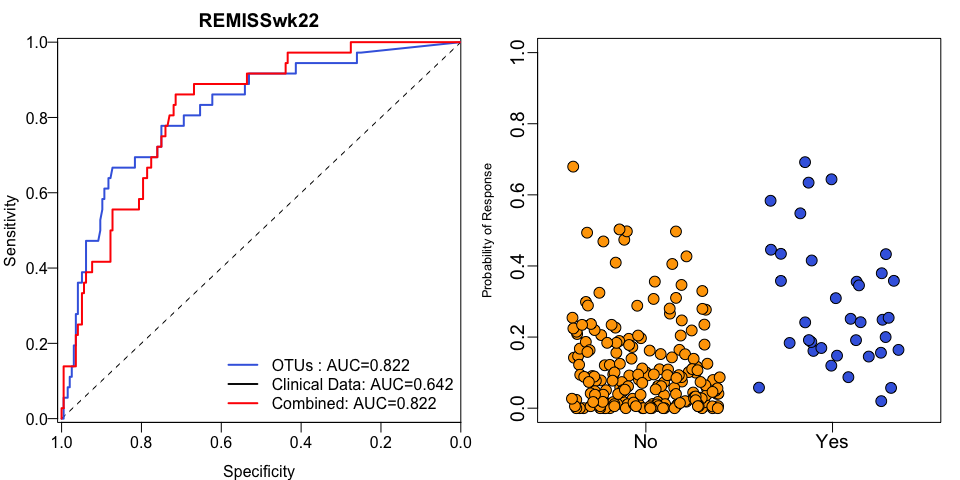 REMISSwk22
Sensitivity
1.0
0.8
0.6
0.4
0.2
0.0
OTUs : AUC=0.822
Clinical Data: AUC=0.642
Combined: AUC=0.822
1.0 0.8 0.6 0.4 0.2 0.0
Specificity
Probability of Response
1.0
0.8
0.6
0.4
0.2
0.0
No Yes